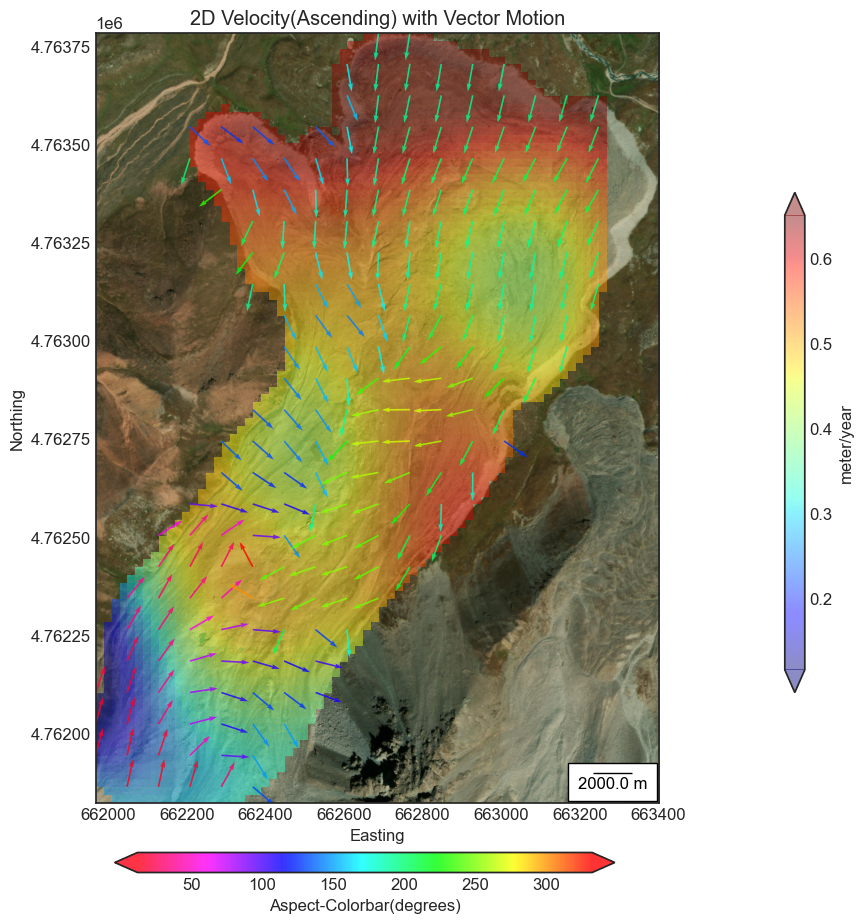 2D Velocity(Ascending) with Vector Motion
1e6
4.76375
4.76350
4.76325
4.76300
4.76275
4.76250
4.76225
4.76200
Northing
662000 662200 662400 662600 662800 663000 663200 663400
Easting
2000.0 m
0.6
0.5
0.4
0.3
0.2
meter/year
50 100 150 200 250 300
Aspect-Colorbar(degrees)